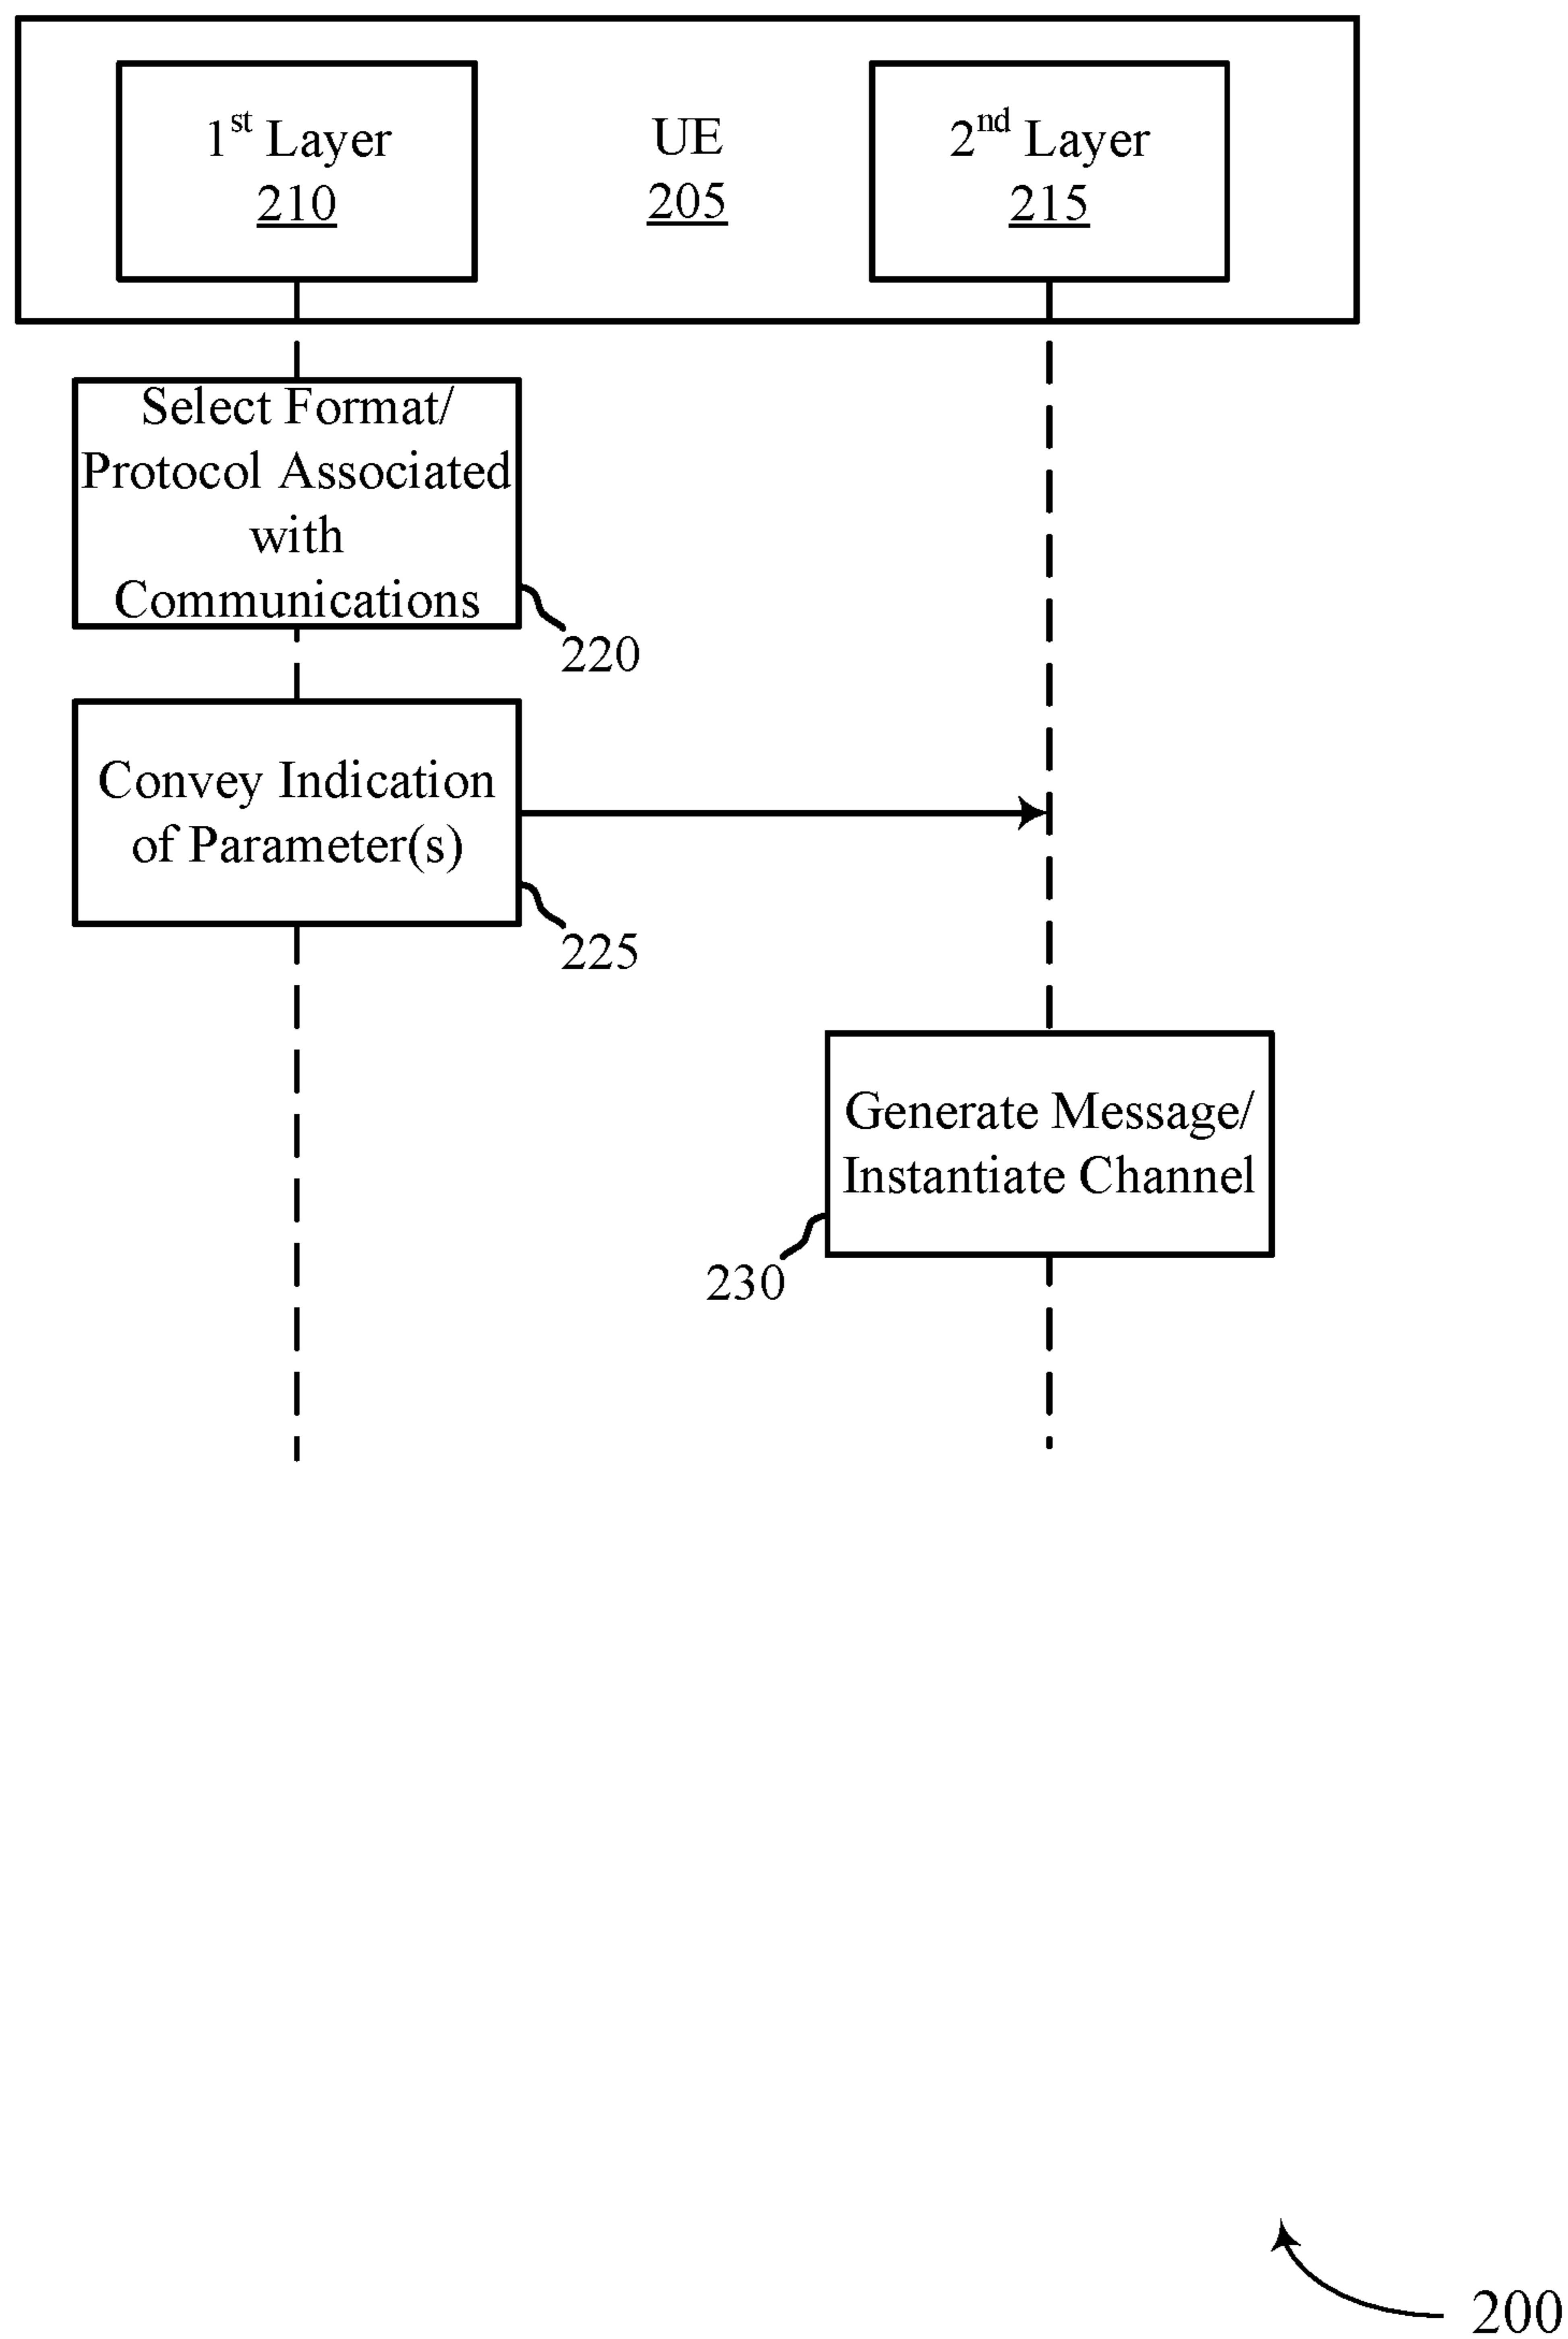 1st Layer
210
UE
205
2nd Layer
215
Select Format/
Protocol Associated
with
Communications
220
Convey Indication
of Parameter(s)
225
Generate Message/
Instantiate Channel
230
200